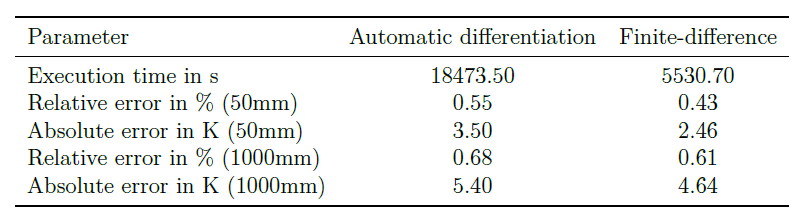 Parameter Automatic differentiation Finite-difference
Execution time in s 18473.50 5530.70
Relative error in % (50mm) 0.55 0.43
Absolute error in K (50mm) 3.50 2.46
Relative error in % (1000mm) 0.68 0.61
Absolute error in K (1000mm) 5.40 4.64